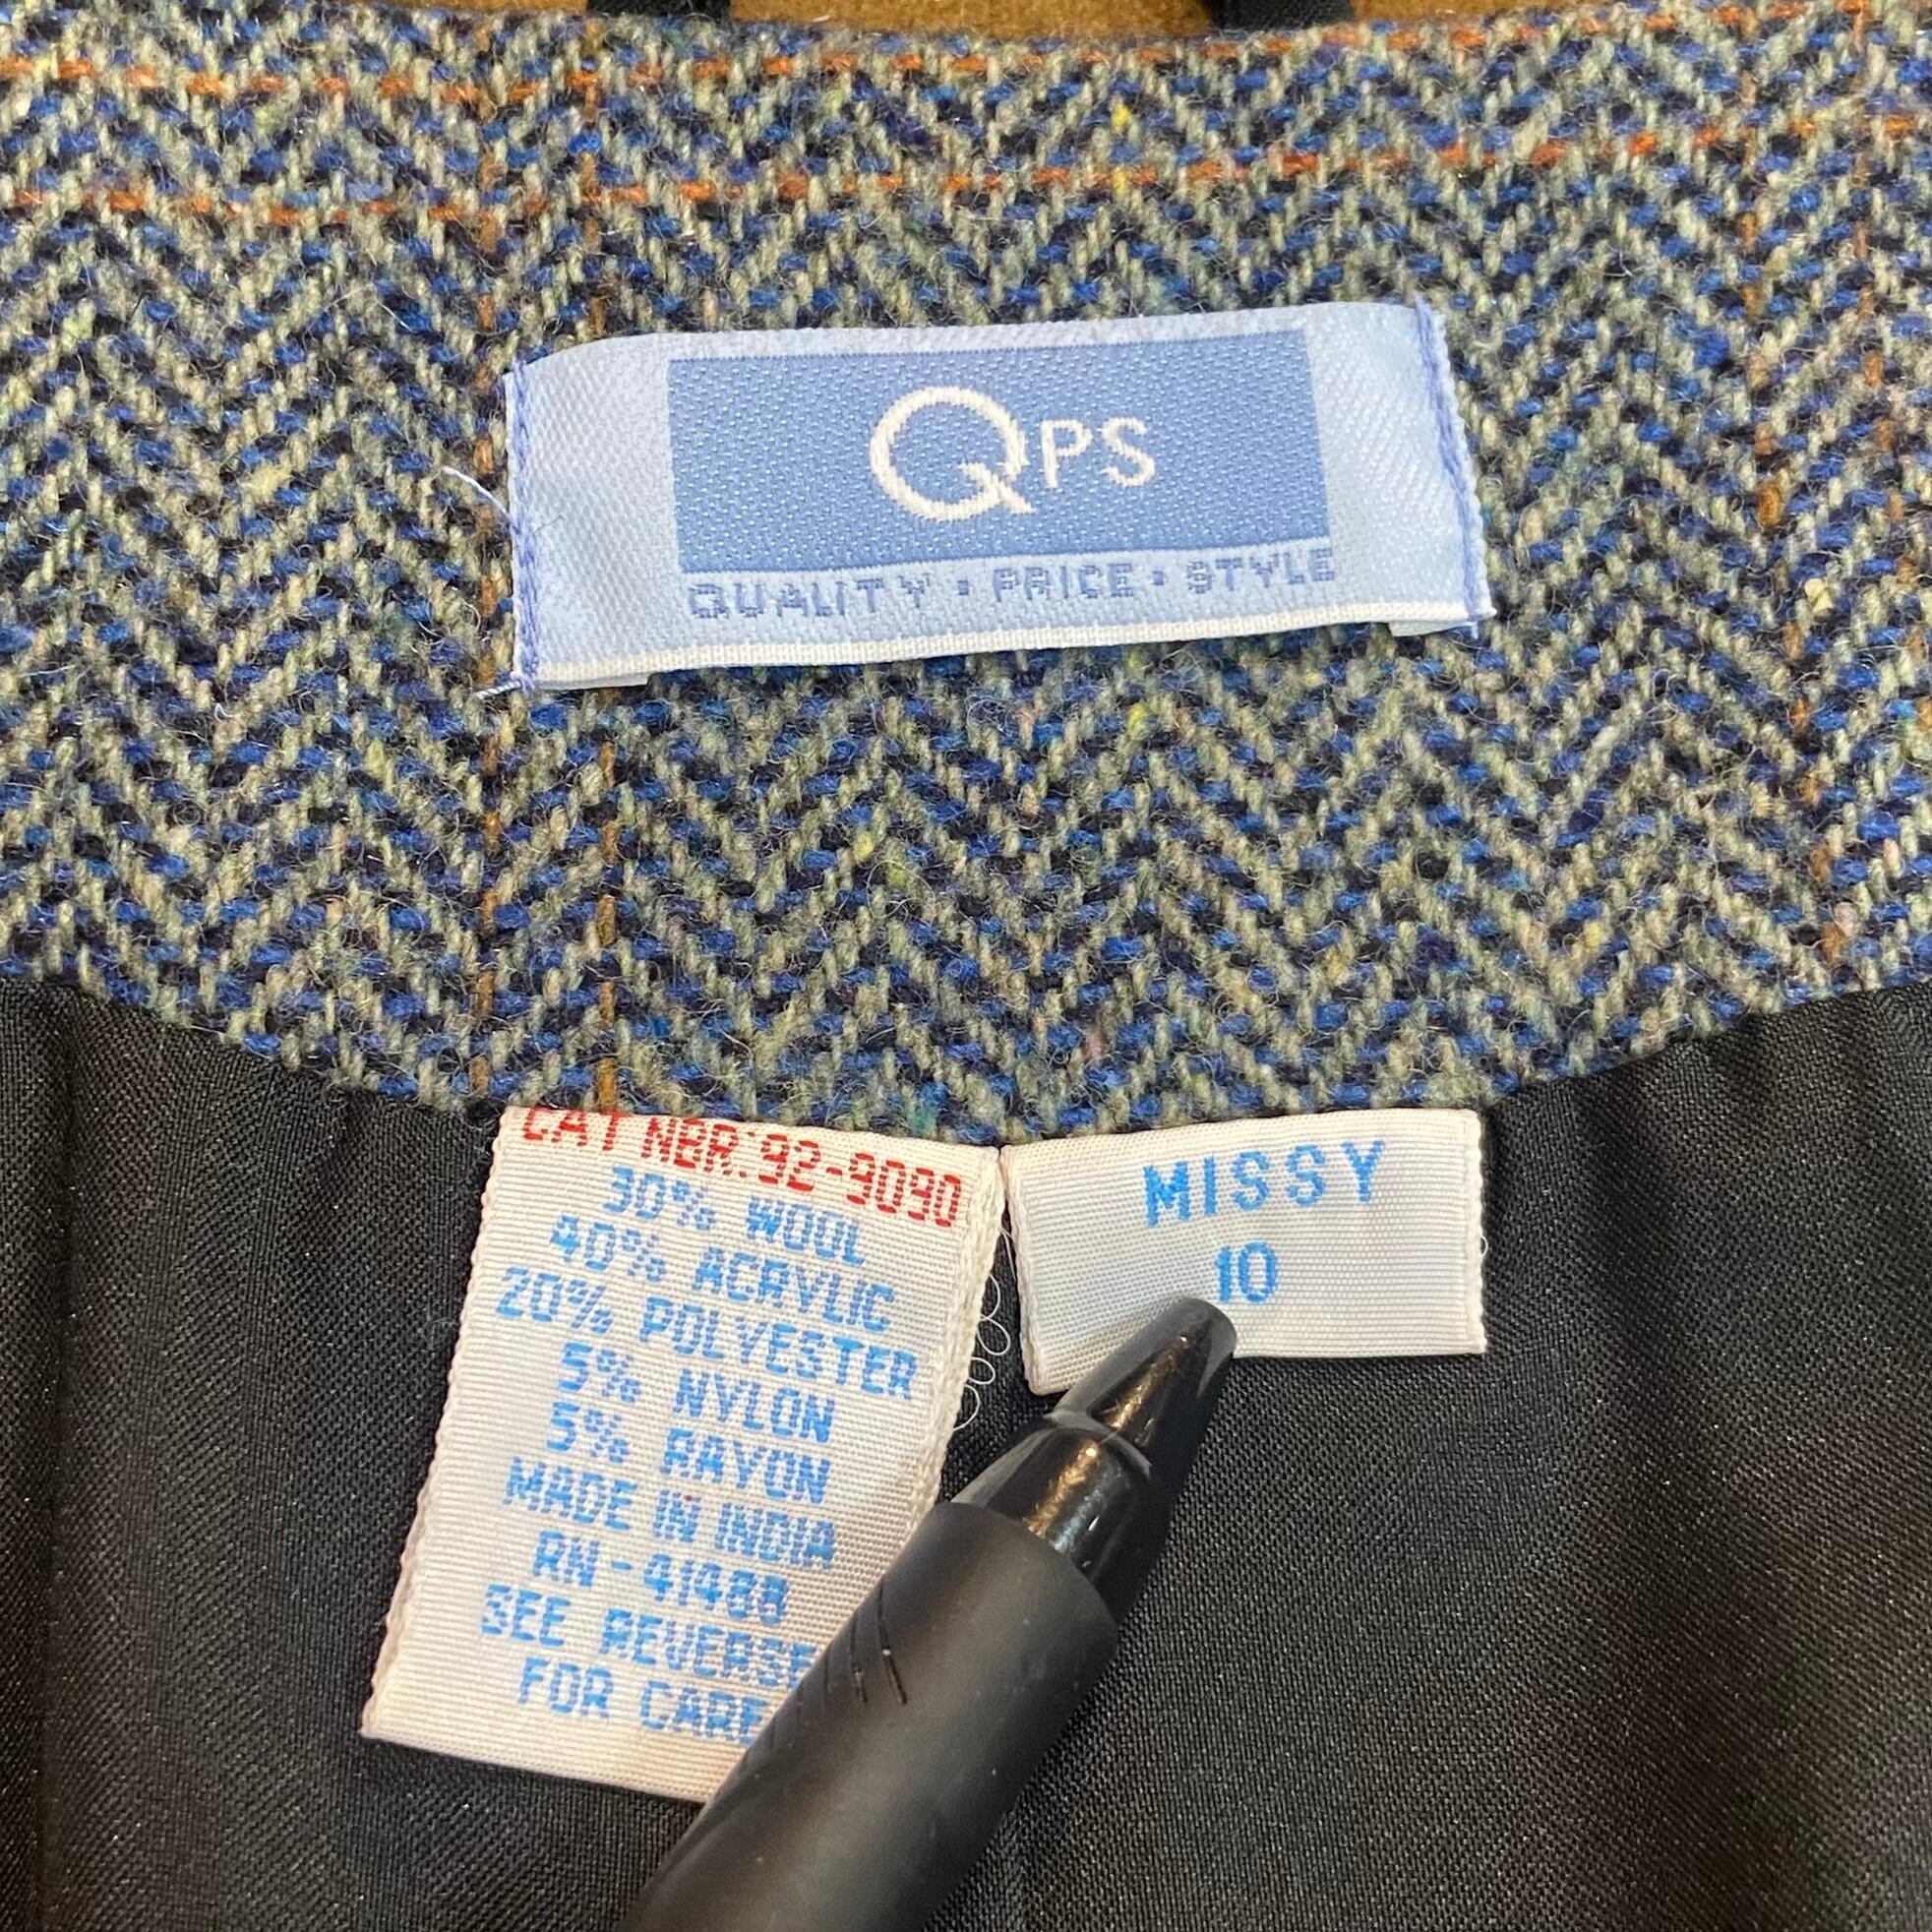 QPS
QUALITY • PRICE • STYLE
CAT NBR:92-9090
30% WOOL
40% ACRYLIC
20% POLYESTER
5% NYLON
5% RAYON
MADE IN INDIA
RN-41488
SEE REVERSE
FOR CARE
MISSY
10